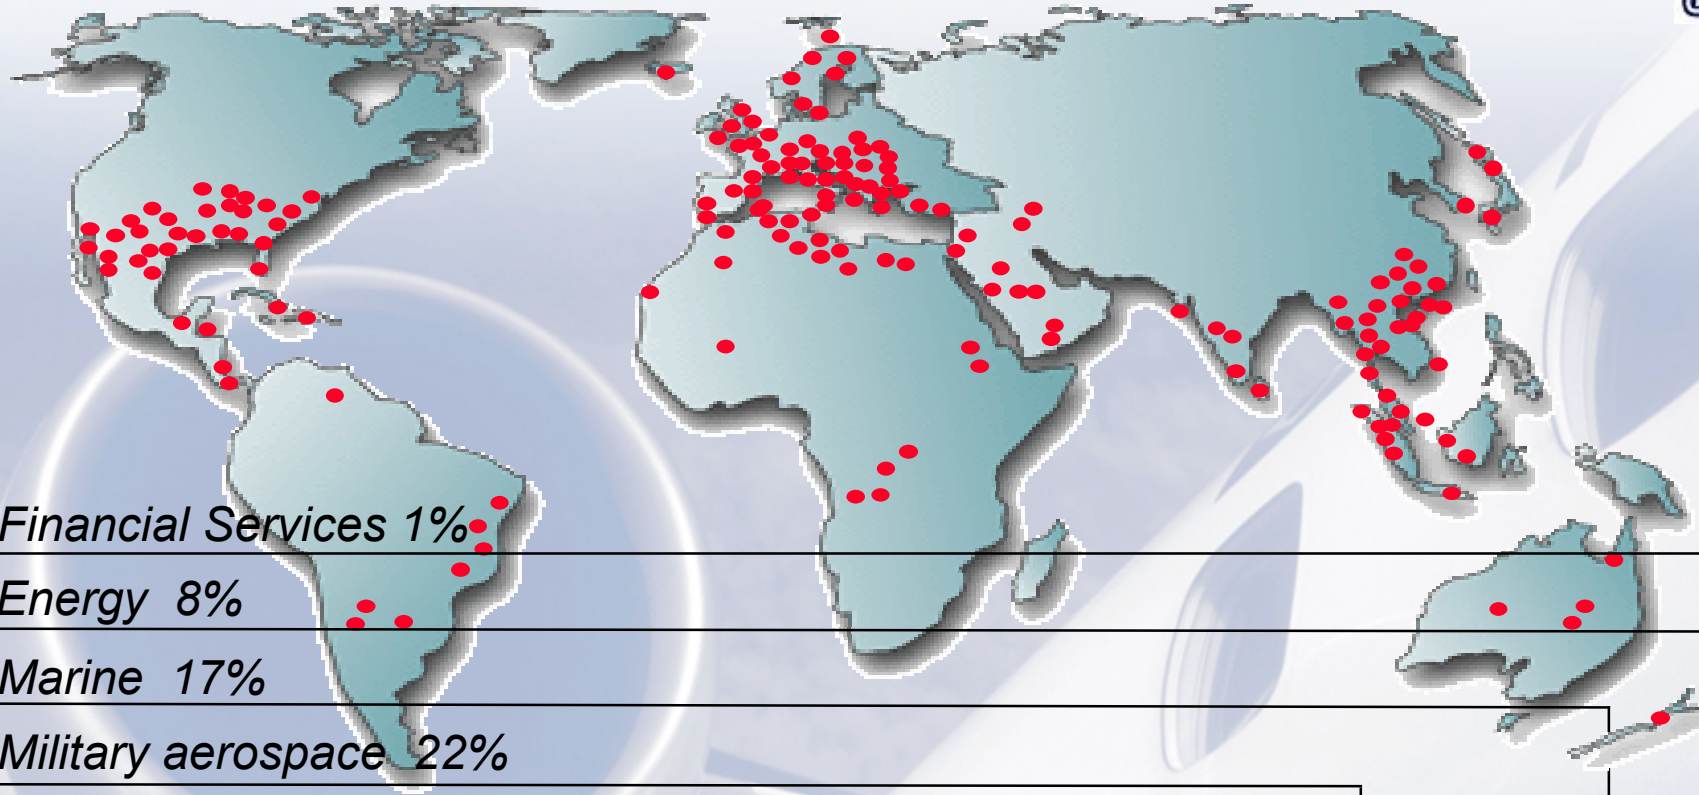 Financial Services 1%
Energy 8%
Marine 17%
Military aerospace 22%